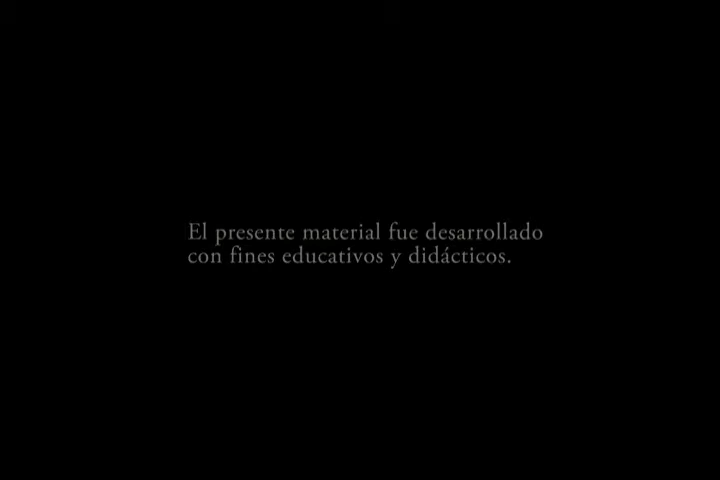 El presente material fue desarrollado
con fines educativos y didácticos.